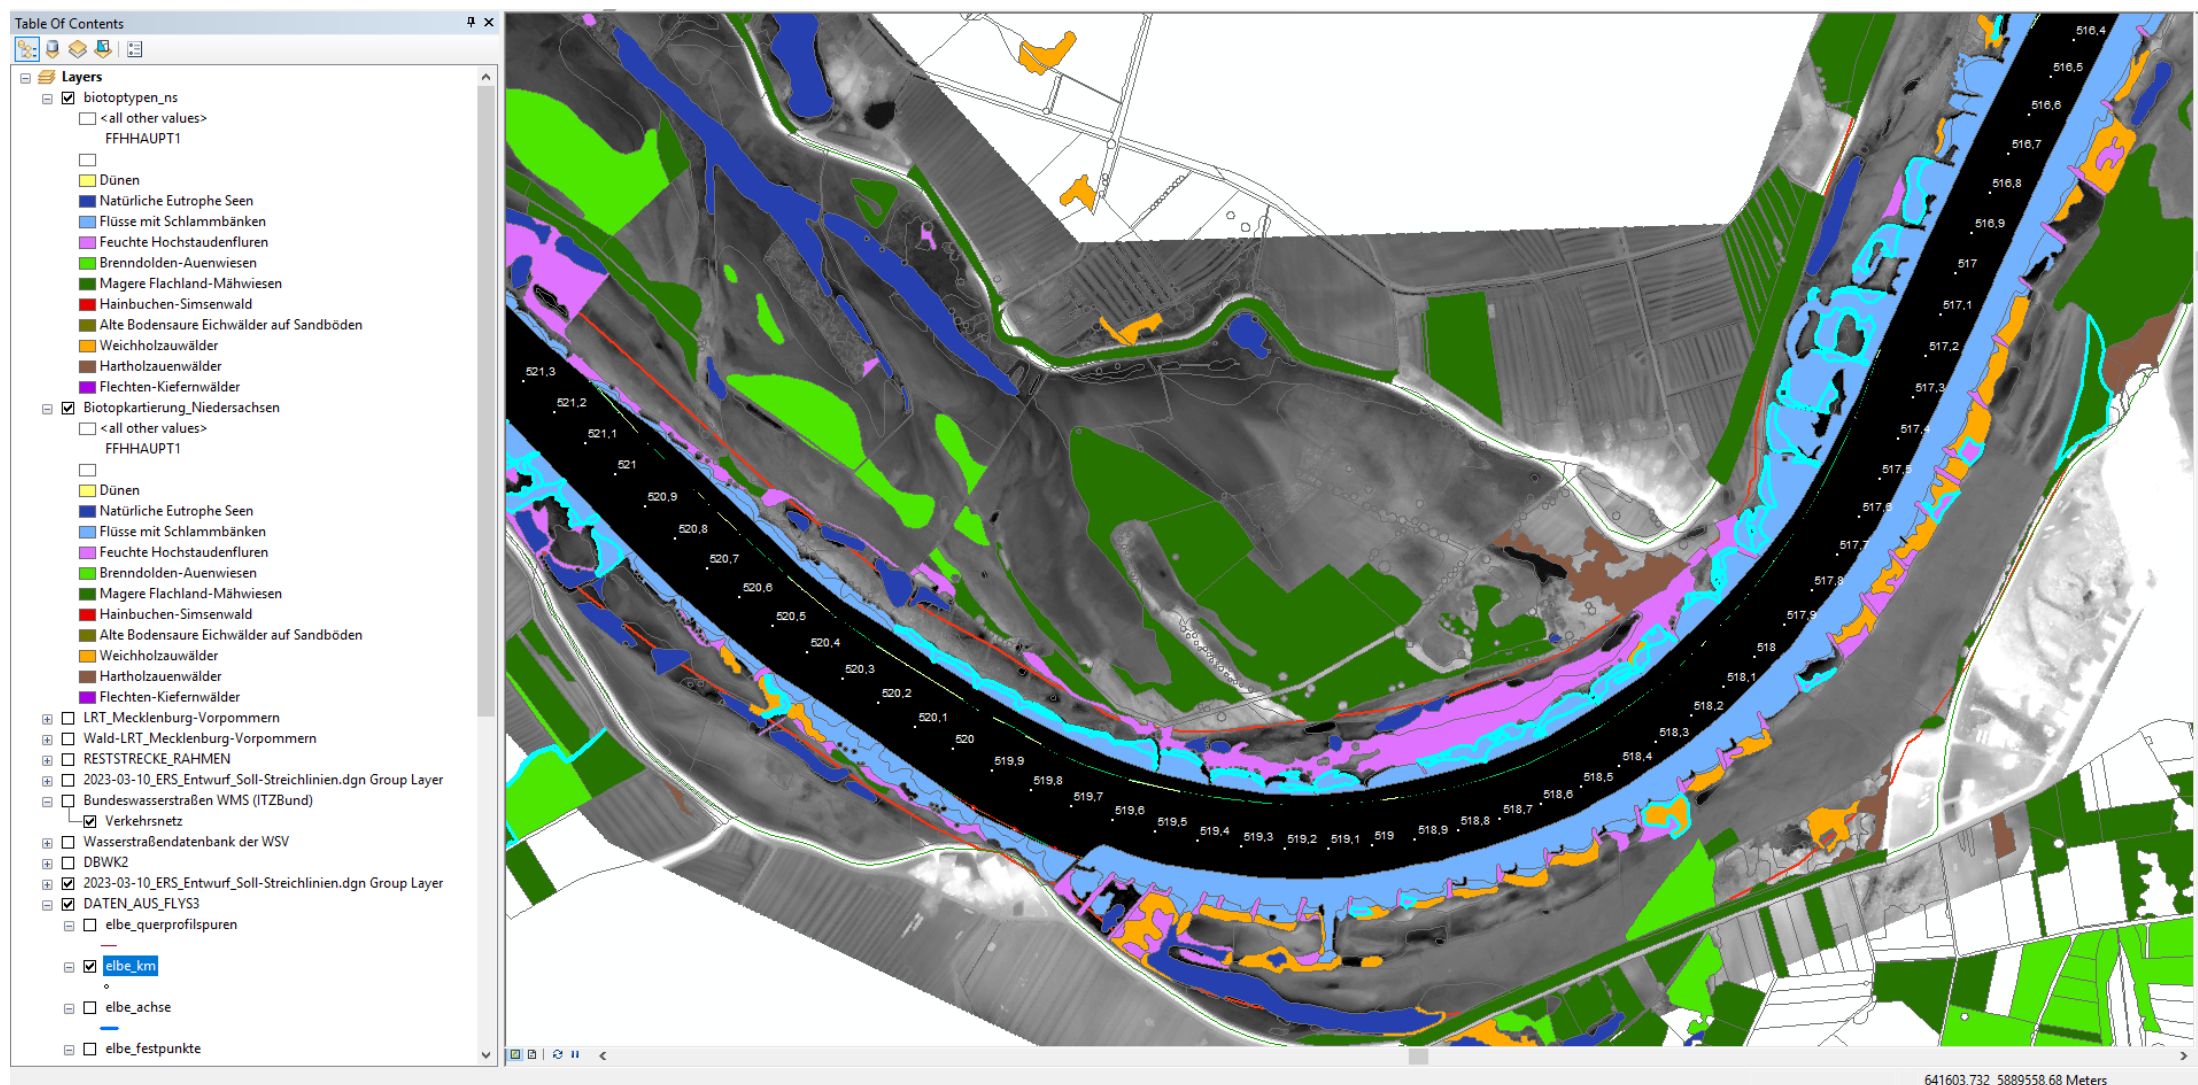 Table Of Contents
Layers
biotoptypen_ns
<all other values>
FFHHAUPT1
Dünen
Natürliche Eutrophe Seen
Flüsse mit Schlammbänken
Feuchte Hochstaudenfluren
Brenndolden-Auenwiesen
Magere Flachland-Mähwiesen
Hainbuchen-Simsenwald
Alte Bodensaure Eichwälder auf Sandböden
Weichholzauwälder
Hartholzauenwälder
Flechten-Kiefernwälder
Biotopkartierung_Niedersachsen
<all other values>
FFHHAUPT1
Dünen
Natürliche Eutrophe Seen
Flüsse mit Schlammbänken
Feuchte Hochstaudenfluren
Brenndolden-Auenwiesen
Magere Flachland-Mähwiesen
Hainbuchen-Simsenwald
Alte Bodensaure Eichwälder auf Sandböden
Weichholzauwälder
Hartholzauenwälder
Flechten-Kiefernwälder
LRT_Mecklenburg-Vorpommern
Wald-LRT_Mecklenburg-Vorpommern
RESTSTRECKE_RAHMEN
2023-03-10_ERS_Entwurf_Soll-Streichlinien.dgn Group Layer
Bundeswasserstraßen WMS (ITZBund)
Verkehrsnetz
Wasserstraßendatenbank der WSV
DBWK2
2023-03-10_ERS_Entwurf_Soll-Streichlinien.dgn Group Layer
DATEN_AUS_FLYS3
elbe_querprofilspuren
elbe_km
elbe_achse
elbe_festpunkte
516,4
516,5
516,6
516,7
516,8
516,9
517
517,1
517,2
517,3
517,4
517,5
517,6
517,7
517,8
517,9
518
518,1
518,2
518,3
518,4
518,5
518,6
518,7
518,8
518,9
519
519,1
519,2
519,3
519,4
519,5
519,6
519,7
519,8
519,9
520
520,1
520,2
520,3
520,4
520,5
520,6
520,7
520,8
520,9
521
521,1
521,2
521,3
641603,732 5889558,68 Meters